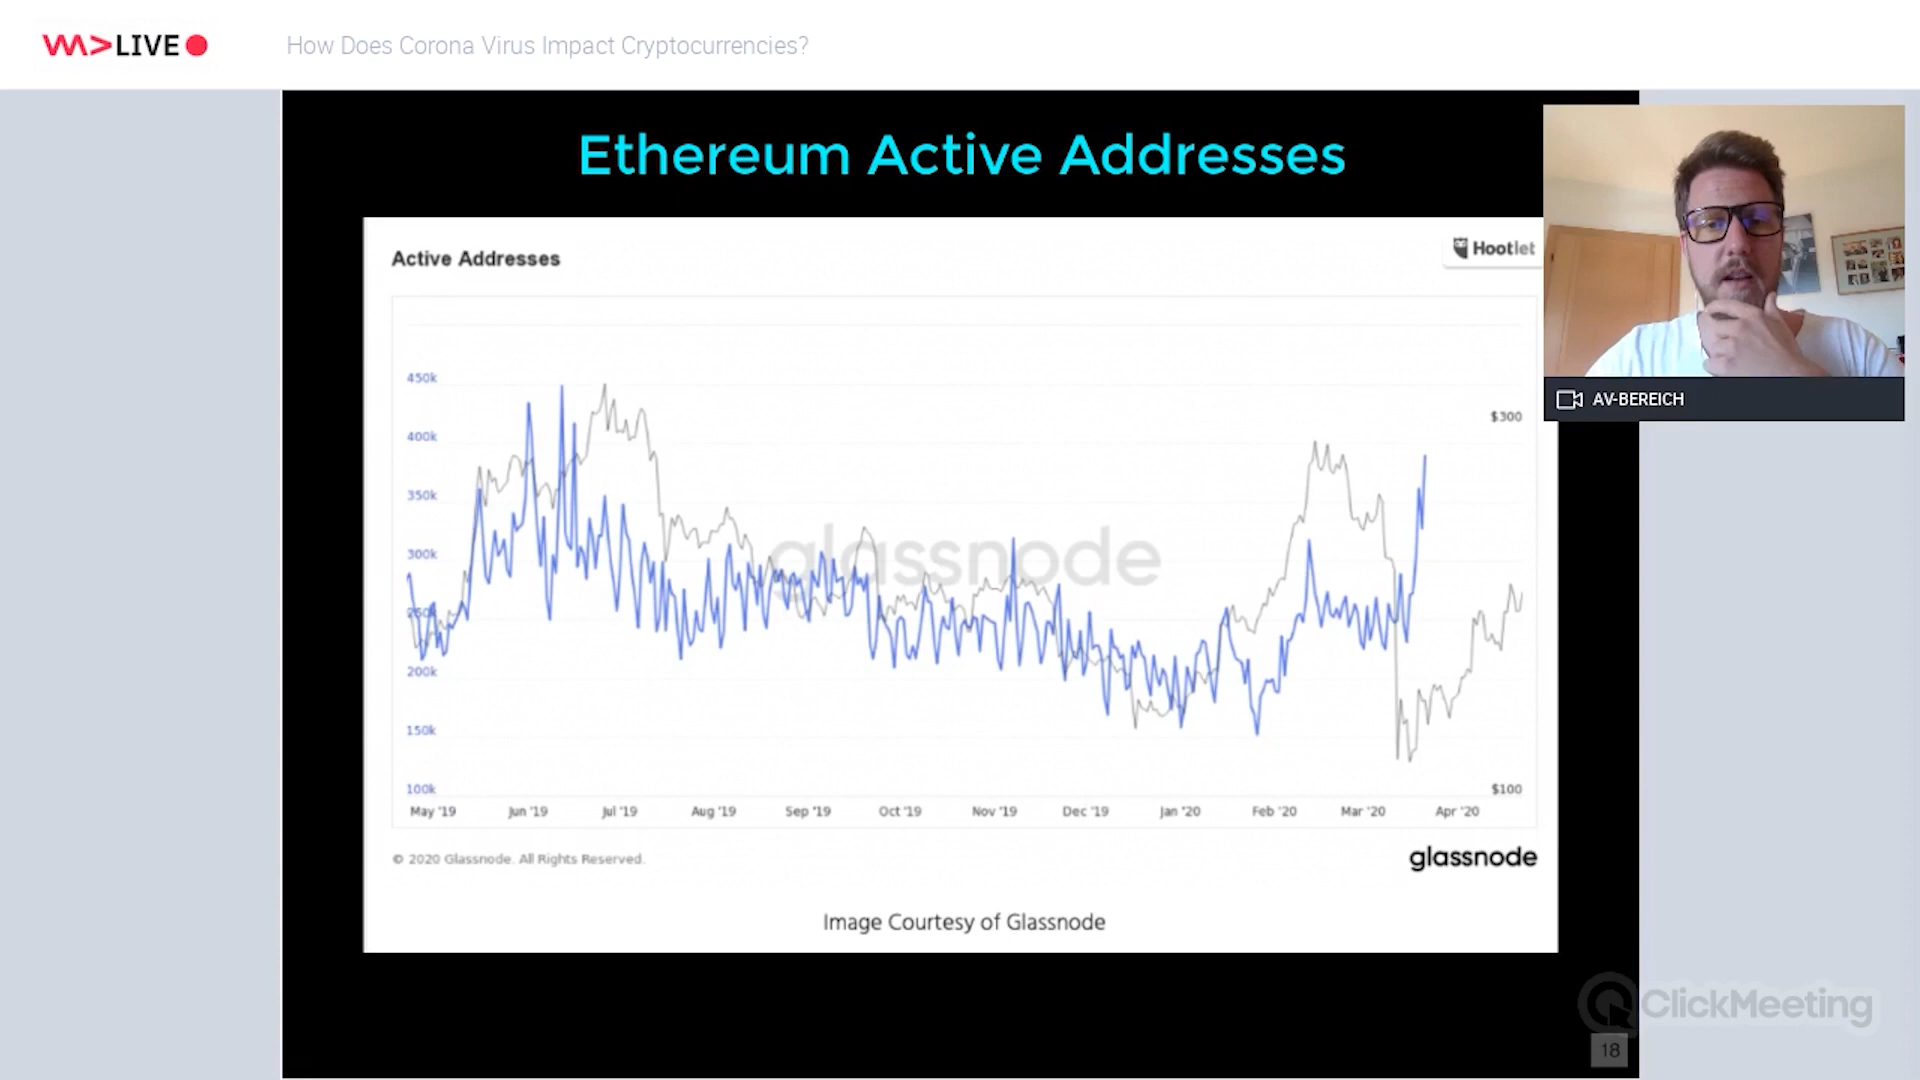 VM>LIVE
How Does Corona Virus Impact Cryptocurrencies?
Ethereum Active Addresses
Active Addresses
Hootlet
450k
400k
$300
350k
300k
glassnode
250k
200k
150k
100k
$100
May '19 Jun '19 Jul '19 Aug '19 Sep '19 Oct '19 Nov '19 Dec '19 Jan '20 Feb '20 Mar '20 Apr '20
© 2020 Glassnode. All Rights Reserved.
glassnode
Image Courtesy of Glassnode
AV-BEREICH
ClickMeeting
18